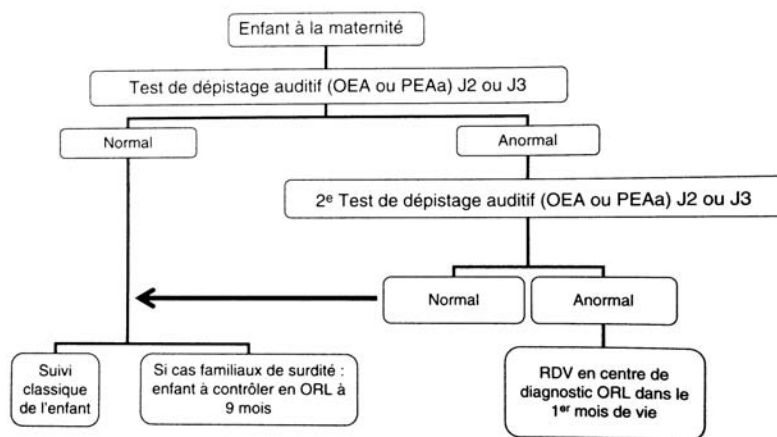 Enfant à la maternité
Test de dépistage auditif (OEA ou PEAa) J2 ou J3
Normal
Anormal
2e Test de dépistage auditif (OEA ou PEAa) J2 ou J3
Normal
Anormal
Suivi
classique
de l'enfant
Si cas familiaux de surdité :
enfant à contrôler en ORL à
9 mois
RDV en centre de
diagnostic ORL dans le
1er mois de vie